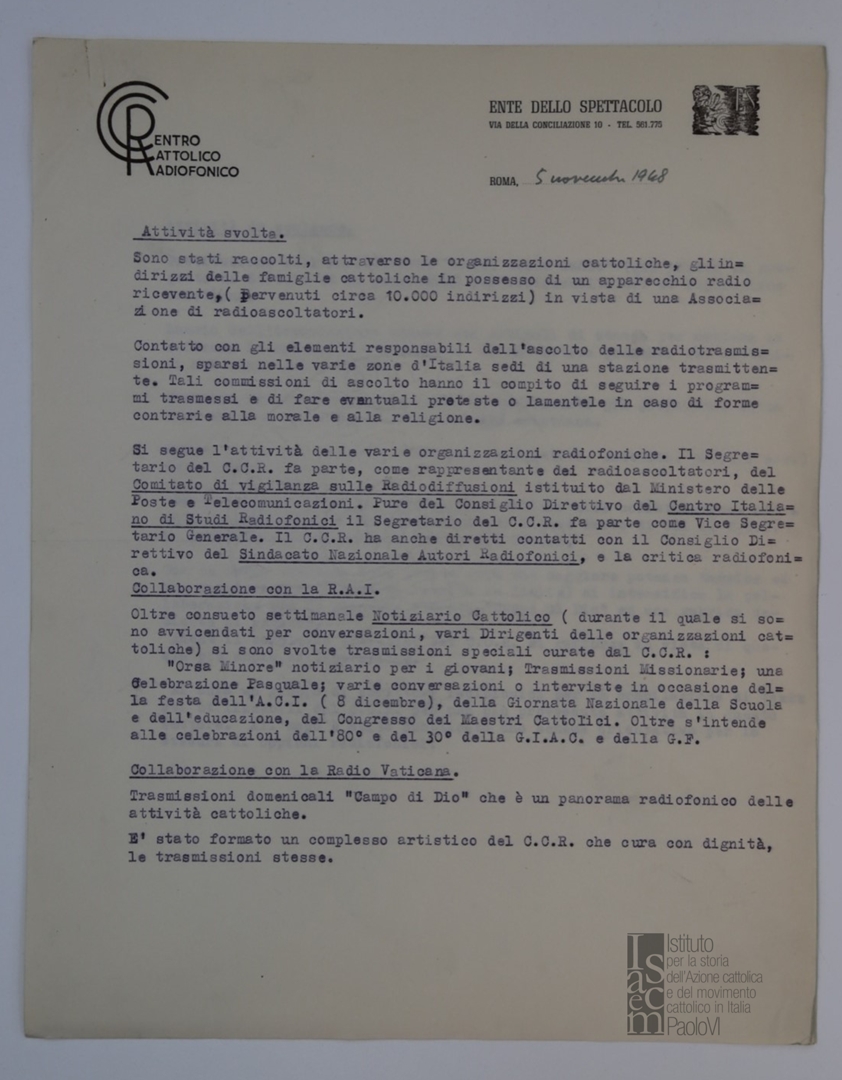 CENTRO
CATTOLICO
RADIOFONICO
ENTE DELLO SPETTACOLO
VIA DELLA CONCILIAZIONE 10 - TEL. 561.775
ROMA, 5 novembre 1948
Attività svolta.
Sono stati raccolti, attraverso le organizzazioni cattoliche, gli in=
dirizzi delle famiglie cattoliche in possesso di un apparecchio radio
ricevente,( pervenuti circa 10.000 indirizzi) in vista di una Associa=
zione di radioascoltatori.
Contatto con gli elementi responsabili dell'ascolto delle radiotrasmis=
sioni, sparsi nelle varie zone d'Italia sedi di una stazione trasmitten=
te. Tali commissioni di ascolto hanno il compito di seguire i program=
mi trasmessi e di fare eventuali proteste o lamentele in caso di forme
contrarie alla morale e alla religione.
Si segue l'attività delle varie organizzazioni radiofoniche. Il Segre=
tario del C.C.R. fa parte, come rappresentante dei radioascoltatori, del
Comitato di vigilanza sulle Radiodiffusioni istituito dal Ministero delle
Poste e Telecomunicazioni. Pure del Consiglio Direttivo del Centro Italia=
no di Studi Radiofonici il Segretario del C.C.R. fa parte come Vice Segre=
tario Generale. Il C.C.R. ha anche diretti contatti con il Consiglio Di=
rettivo del Sindacato Nazionale Autori Radiofonici, e la critica radiofoni=
ca.
Collaborazione con la R.A.I.
Oltre consueto settimanale Notiziario Cattolico ( durante il quale si so=
no avvicendati per conversazioni, vari Dirigenti delle organizzazioni cat=
toliche) si sono svolte trasmissioni speciali curate dal C.C.R. :
"Orsa Minore" notiziario per i giovani; Trasmissioni Missionarie; una
Celebrazione Pasquale; varie conversazioni o interviste in occasione del=
la festa dell'A.C.I. ( 8 dicembre), della Giornata Nazionale della Scuola
e dell'educazione, del Congresso dei Maestri Cattolici. Oltre s'intende
alle celebrazioni dell'80° e del 30° della G.I.A.C. e della G.F.
Collaborazione con la Radio Vaticana.
Trasmissioni domenicali "Campo di Dio" che è un panorama radiofonico delle
attività cattoliche.
E' stato formato un complesso artistico del C.C.R. che cura con dignità,
le trasmissioni stesse.
Isacem
Istituto
per la storia
dell'Azione cattolica
e del movimento
cattolico in Italia
PaoloVI